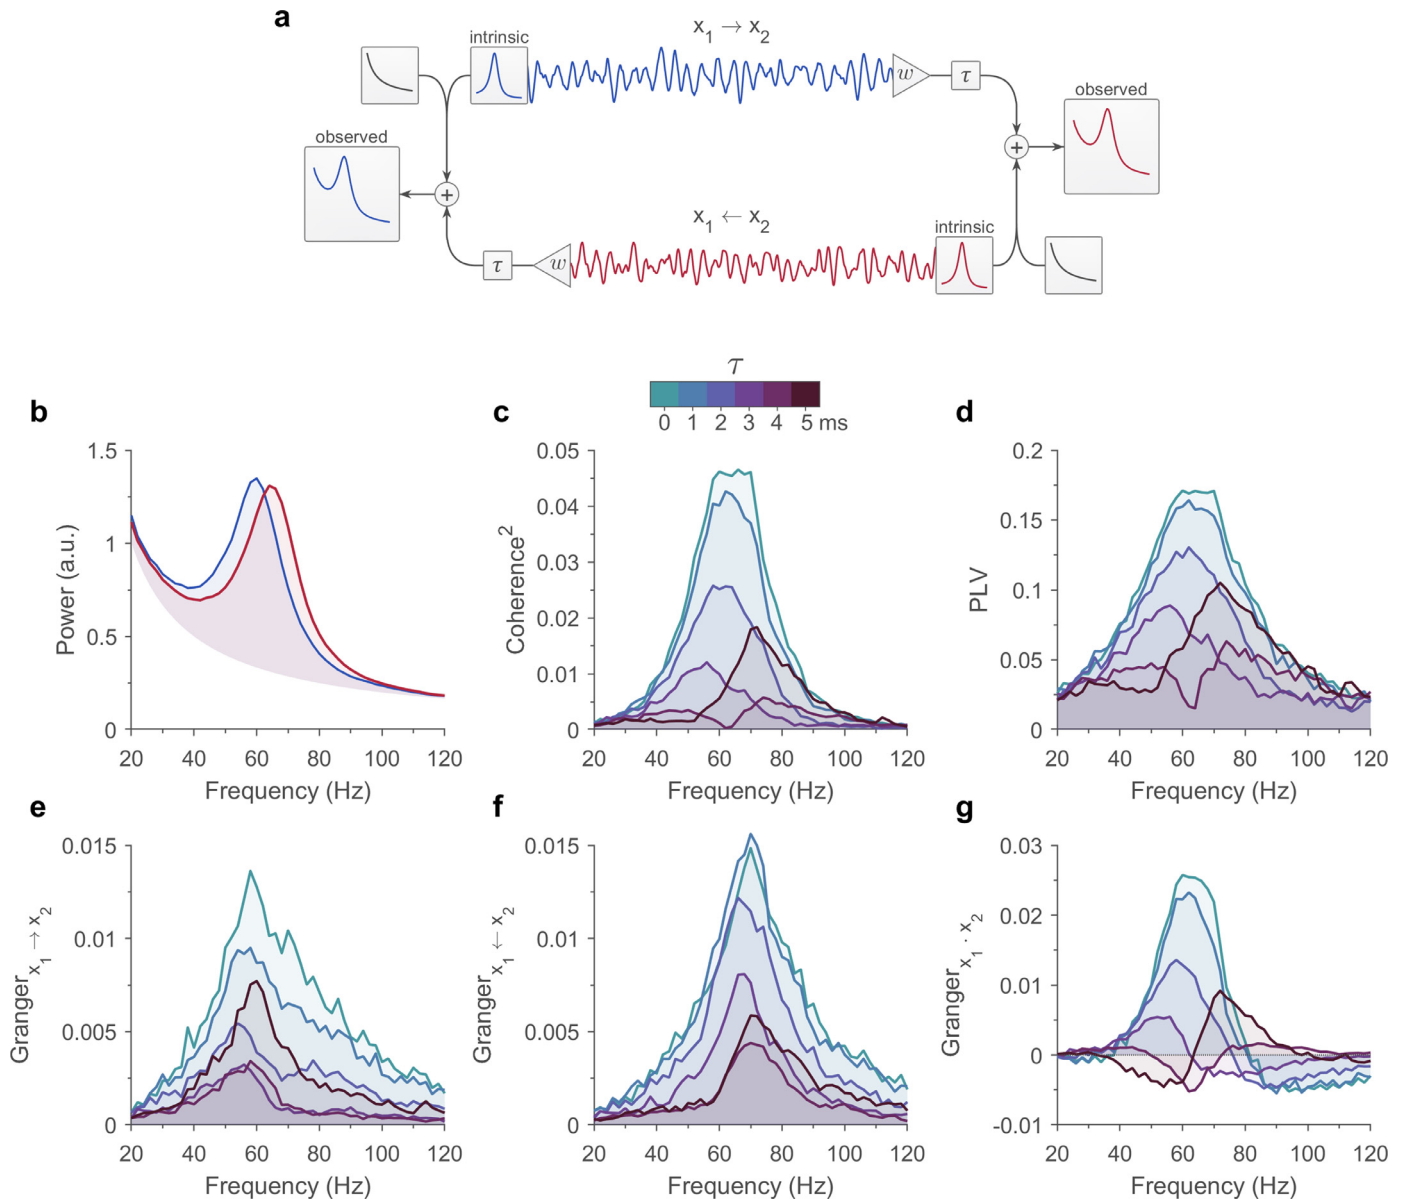 a
x1 → x2
intrinsic
w
τ
observed
observed
x1 ← x2
intrinsic
τ
w
τ
0 1 2 3 4 5 ms
b
1.5
1
0.5
0
Power (a.u.)
20 40 60 80 100 120
Frequency (Hz)
c
0.05
0.04
0.03
0.02
0.01
0
Coherence2
20 40 60 80 100 120
Frequency (Hz)
d
0.2
0.15
0.1
0.05
0
PLV
20 40 60 80 100 120
Frequency (Hz)
e
0.015
0.01
0.005
0
Granger x1 → x2
20 40 60 80 100 120
Frequency (Hz)
f
0.015
0.01
0.005
0
Granger x1 ← x2
20 40 60 80 100 120
Frequency (Hz)
g
0.03
0.02
0.01
0
-0.01
Granger x1 · x2
20 40 60 80 100 120
Frequency (Hz)